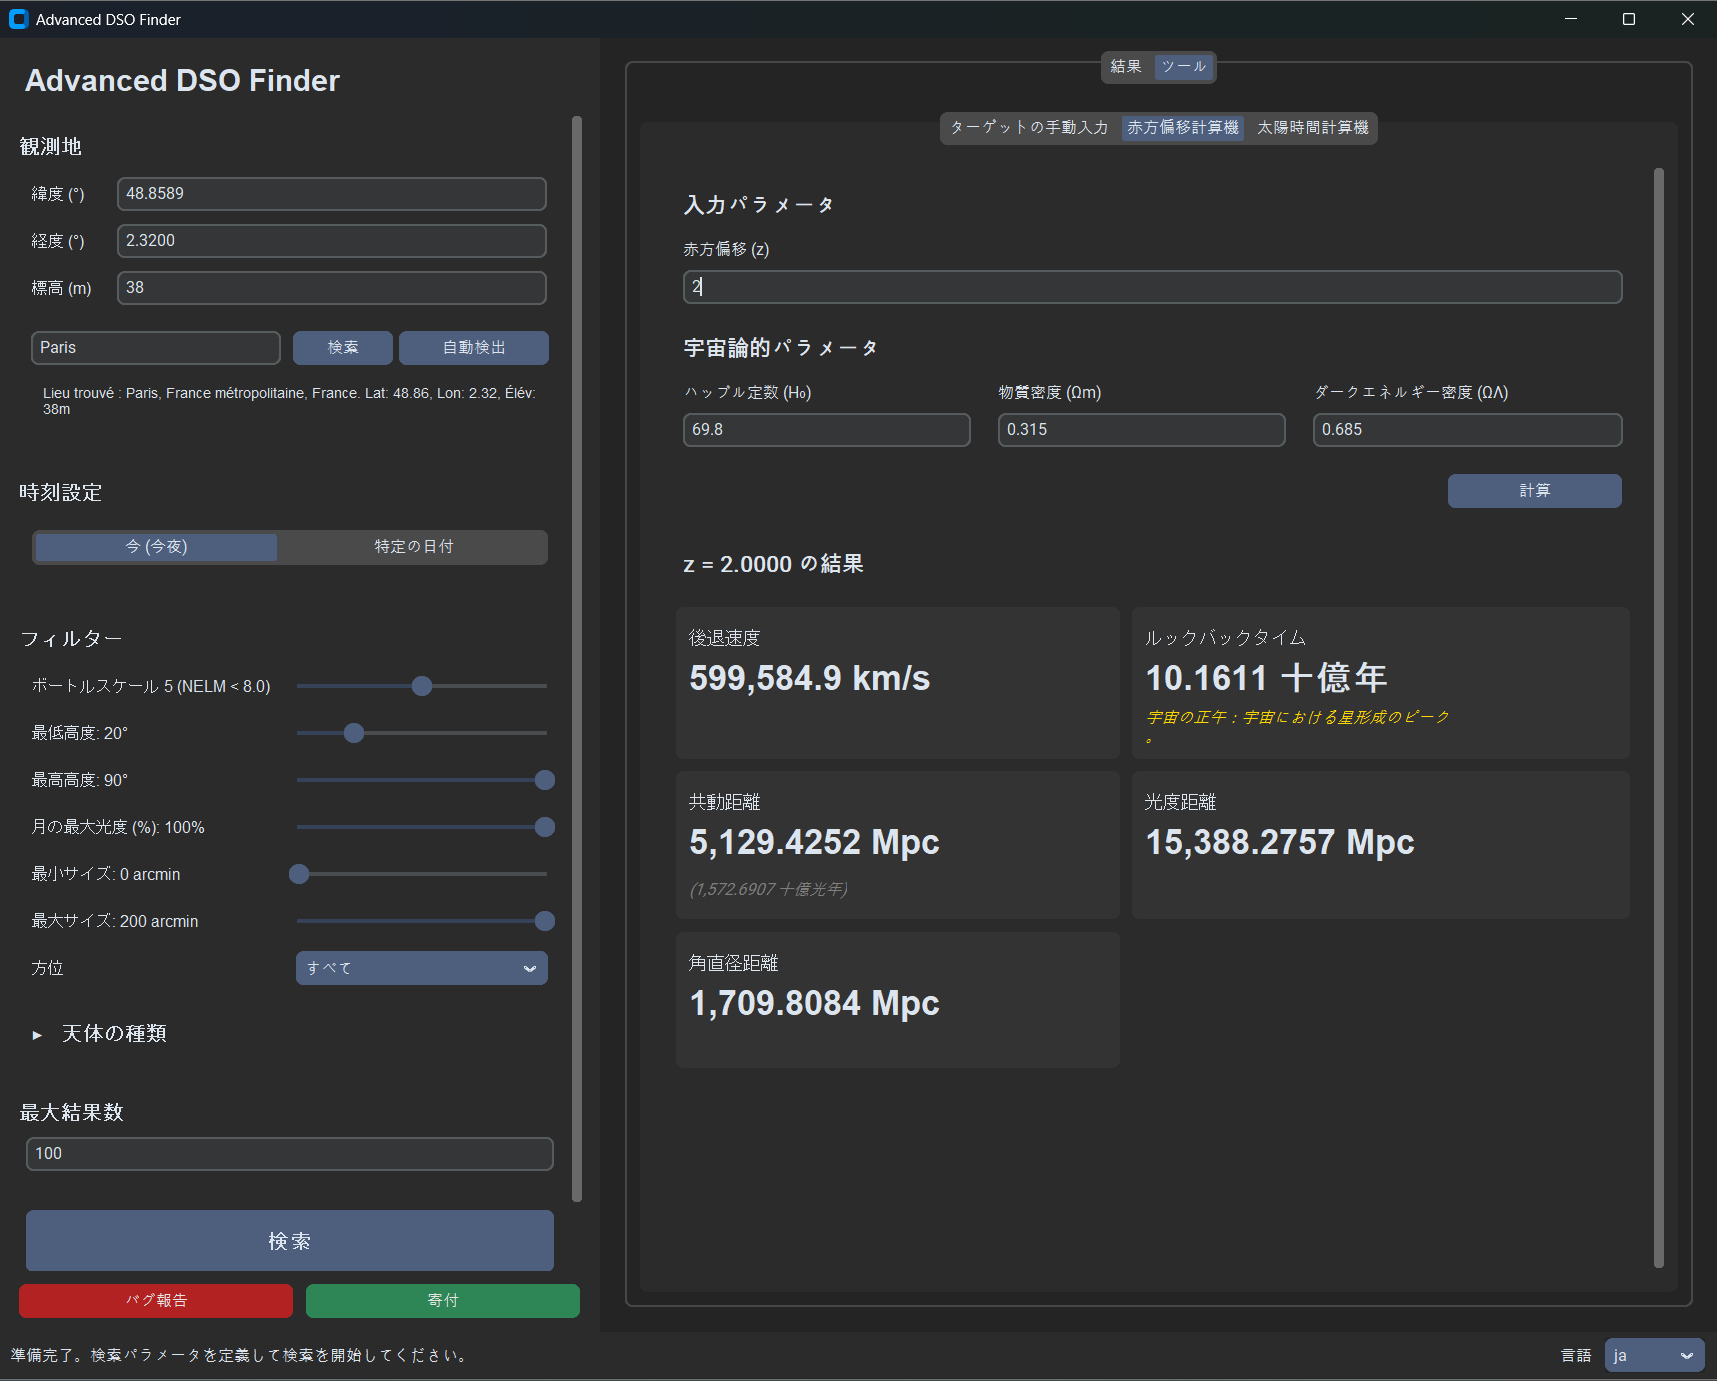 Advanced DSO Finder
Advanced DSO Finder
観測地
緯度 (°)
48.8589
経度 (°)
2.3200
標高 (m)
38
Paris
検索
自動検出
Lieu trouvé : Paris, France métropolitaine, France. Lat: 48.86, Lon: 2.32, Élév:
38m
時刻設定
今 (今夜)
特定の日付
フィルター
ボートルスケール 5 (NELM < 8.0)
最低高度: 20°
最高高度: 90°
月の最大光度 (%): 100%
最小サイズ: 0 arcmin
最大サイズ: 200 arcmin
方位
すべて
► 天体の種類
最大結果数
100
検索
バグ報告
寄付
結果
ツール
ターゲットの手動入力
赤方偏移計算機
太陽時間計算機
入力パラメータ
赤方偏移 (z)
2
宇宙論的パラメータ
ハッブル定数 (H₀)
物質密度 (Ωm)
ダークエネルギー密度 (ΩΛ)
69.8
0.315
0.685
計算
z = 2.0000 の結果
後退速度
599,584.9 km/s
ルックバックタイム
10.1611 十億年
宇宙の正午：宇宙における星形成のピーク
。
共動距離
5,129.4252 Mpc
(1,572.6907 十億光年)
光度距離
15,388.2757 Mpc
角直径距離
1,709.8084 Mpc
準備完了。検索パラメータを定義して検索を開始してください。
言語
ja